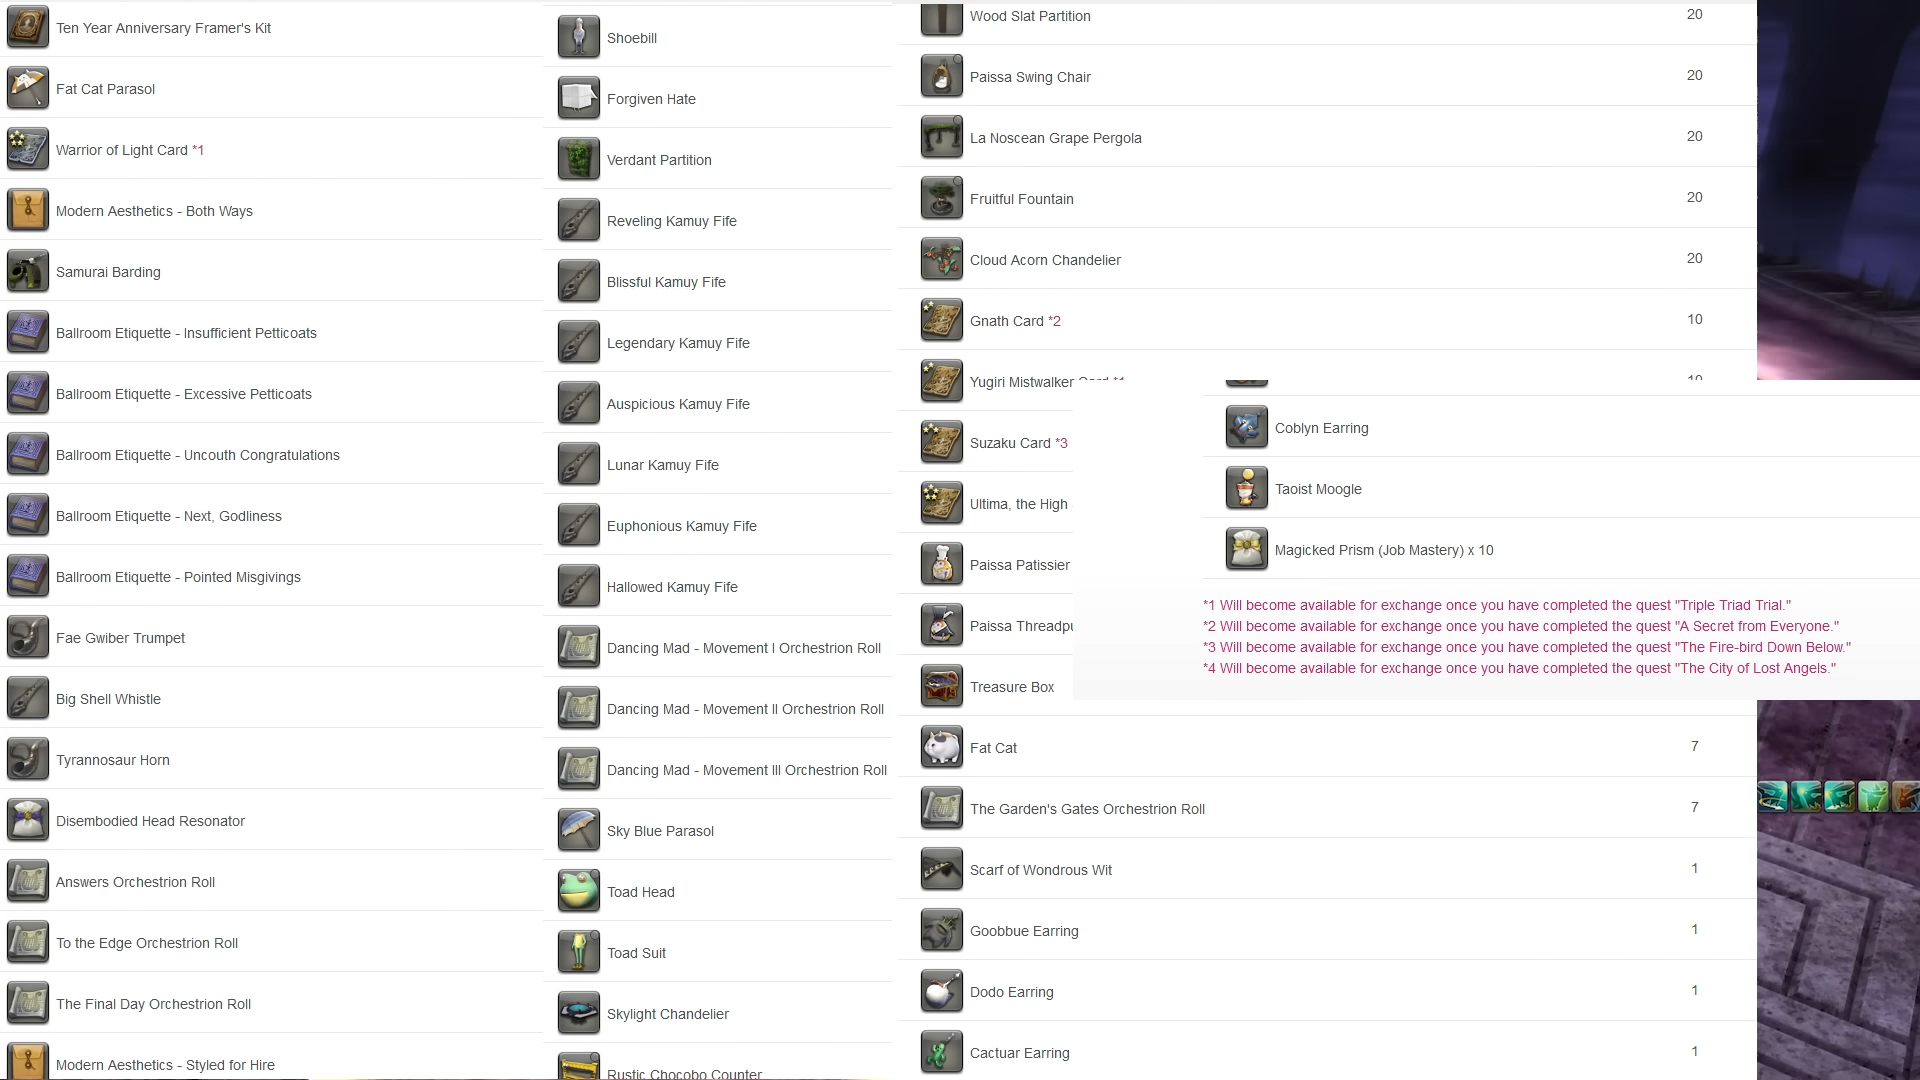 Ten Year Anniversary Framer's Kit
Fat Cat Parasol
Warrior of Light Card *1
Modern Aesthetics - Both Ways
Samurai Barding
Ballroom Etiquette - Insufficient Petticoats
Ballroom Etiquette - Excessive Petticoats
Ballroom Etiquette - Uncouth Congratulations
Ballroom Etiquette - Next, Godliness
Ballroom Etiquette - Pointed Misgivings
Fae Gwiber Trumpet
Big Shell Whistle
Tyrannosaur Horn
Disembodied Head Resonator
Answers Orchestrion Roll
To the Edge Orchestrion Roll
The Final Day Orchestrion Roll
Modern Aesthetics - Styled for Hire
Shoebill
Forgiven Hate
Verdant Partition
Reveling Kamuy Fife
Blissful Kamuy Fife
Legendary Kamuy Fife
Auspicious Kamuy Fife
Lunar Kamuy Fife
Euphonious Kamuy Fife
Hallowed Kamuy Fife
Dancing Mad - Movement I Orchestrion Roll
Dancing Mad - Movement II Orchestrion Roll
Dancing Mad - Movement III Orchestrion Roll
Sky Blue Parasol
Toad Head
Toad Suit
Skylight Chandelier
Rustic Chocobo Counter
Wood Slat Partition 20
Paissa Swing Chair 20
La Noscean Grape Pergola 20
Fruitful Fountain 20
Cloud Acorn Chandelier 20
Gnath Card *2 10
Yugiri Mistwalker Card *1 10
Suzaku Card *3
Ultima, the High
Paissa Patissier
Paissa Threadpu
Treasure Box
Fat Cat 7
The Garden's Gates Orchestrion Roll 7
Scarf of Wondrous Wit 1
Goobbue Earring 1
Dodo Earring 1
Cactuar Earring 1
Coblyn Earring
Taoist Moogle
Magicked Prism (Job Mastery) x 10
*1 Will become available for exchange once you have completed the quest "Triple Triad Trial."
*2 Will become available for exchange once you have completed the quest "A Secret from Everyone."
*3 Will become available for exchange once you have completed the quest "The Fire-bird Down Below."
*4 Will become available for exchange once you have completed the quest "The City of Lost Angels."